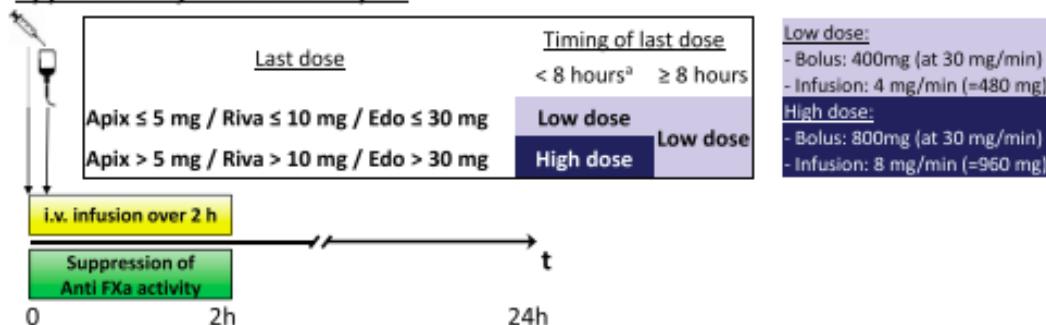 Last dose
Timing of last dose
< 8 hoursᵃ ≥ 8 hours
Apix ≤ 5 mg / Riva ≤ 10 mg / Edo ≤ 30 mg
Low dose
Low dose
Apix > 5 mg / Riva > 10 mg / Edo > 30 mg
High dose
Low dose:
- Bolus: 400mg (at 30 mg/min)
- Infusion: 4 mg/min (=480 mg)
High dose:
- Bolus: 800mg (at 30 mg/min)
- Infusion: 8 mg/min (=960 mg)
i.v. infusion over 2 h
t
Suppression of
Anti FXa activity
0 2h 24h